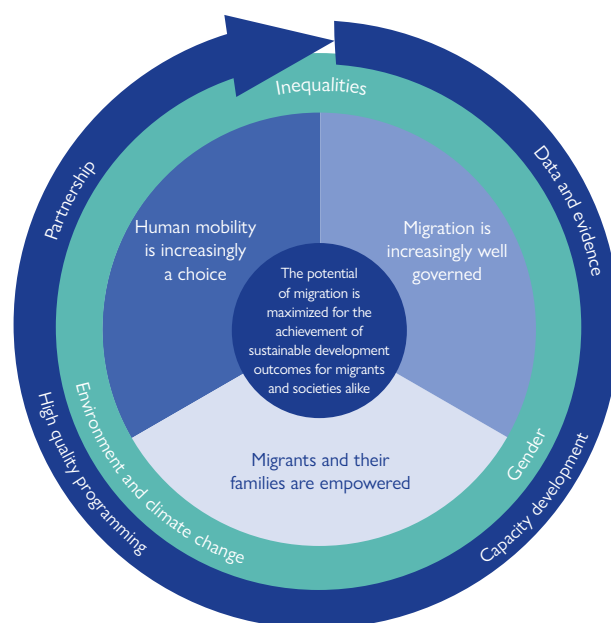 Inequalities
Partnership
Data and evidence
Human mobility
is increasingly
a choice
Migration is
increasingly well
governed
The potential
of migration is
maximized for the
achievement of
sustainable development
outcomes for migrants
and societies alike
Migrants and their
families are empowered
Environment and climate change
Gender
High quality programming
Capacity development